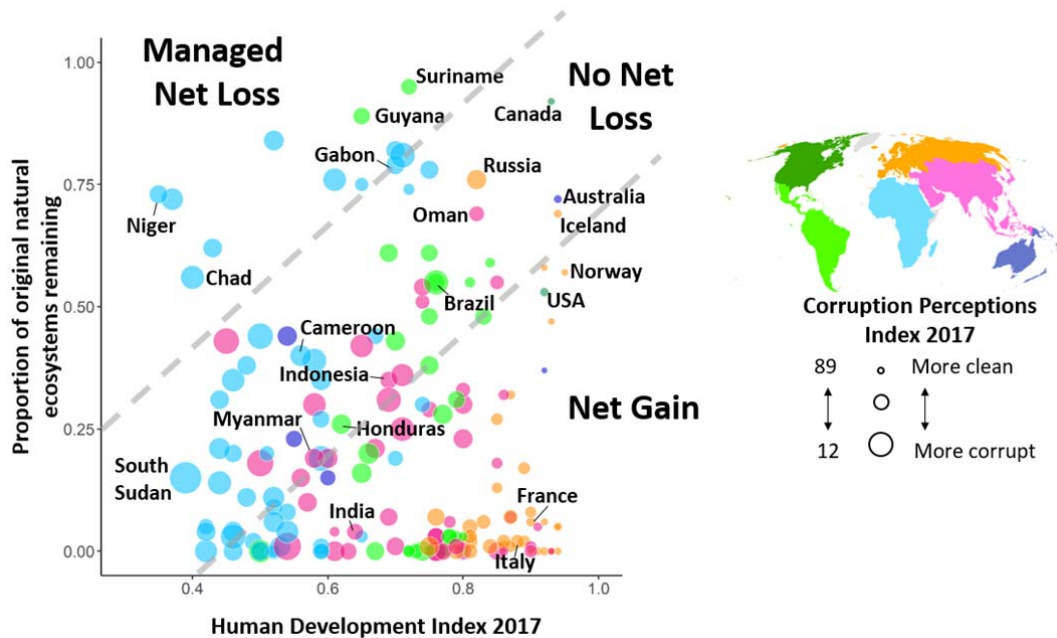 Managed
Net Loss
No Net
Loss
Net Gain
Proportion of original natural
ecosystems remaining
1.00
0.75
0.50
0.25
0.00
0.4
0.6
0.8
1.0
Human Development Index 2017
Suriname
Guyana
Canada
Gabon
Russia
Niger
Oman
Australia
Iceland
Chad
Norway
Brazil
USA
Cameroon
Indonesia
Myanmar
Honduras
South
Sudan
India
France
Italy
Corruption Perceptions
Index 2017
89
More clean
12
More corrupt